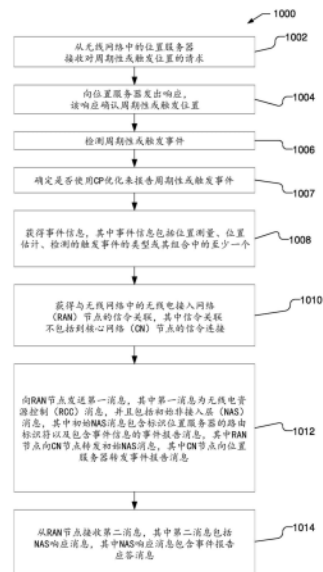 1000
从无线网络中的位置服务器
接收对周期性或触发位置的请求
1002
向位置服务器发出响应，
该响应确认周期性或触发位置
1004
检测周期性或触发事件
1006
确定是否使用CP优化来报告周期性或触发事件
1007
获得事件信息，其中事件信息包括位置测量、位置
估计、检测的触发事件的类型或其组合中的至少一个
1008
获得与无线网络中的无线电接入网络
（RAN）节点的信令关联，其中信令关联
不包括到核心网络（CN）节点的信令连接
1010
向RAN节点发送第一消息，其中第一消息为无线电资
源控制（RCC）消息，并且包括初始非接入层（NAS）
消息，其中初始NAS消息包含标识位置服务器的路由
标识符以及包含事件信息的事件报告消息，其中RAN
节点向CN节点转发初始NAS消息，其中CN节点向位置
服务器转发事件报告消息
1012
从RAN节点接收第二消息，其中第二消息包括
NAS响应消息，其中NAS响应消息包含事件报告
应答消息
1014